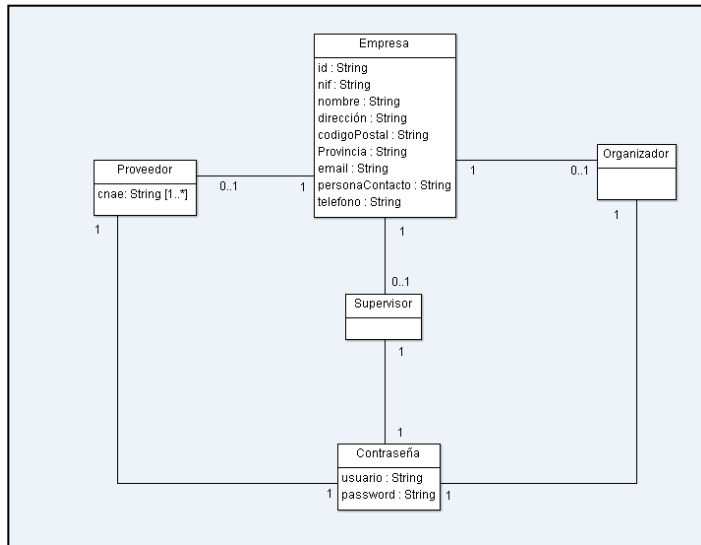 Empresa
id : String
nif : String
nombre : String
dirección : String
codigoPostal : String
Provincia : String
email : String
personaContacto : String
telefono : String
Proveedor
cnae: String [1..*]
0..1
1
1
0..1
Organizador
1
1
1
0..1
Supervisor
1
1
Contraseña
usuario : String
password : String
1
1